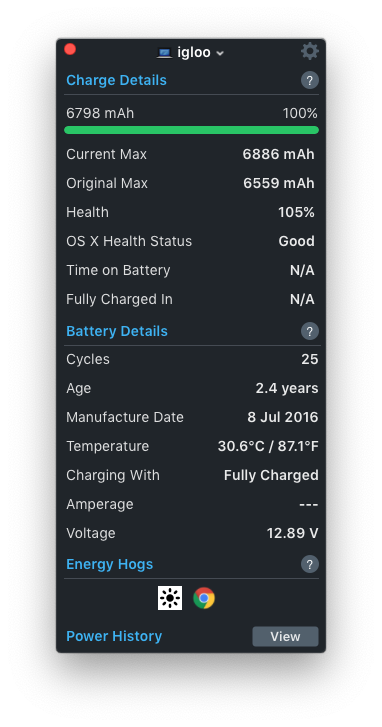 igloo
Charge Details ?
6798 mAh 100%
Current Max 6886 mAh
Original Max 6559 mAh
Health 105%
OS X Health Status Good
Time on Battery N/A
Fully Charged In N/A
Battery Details ?
Cycles 25
Age 2.4 years
Manufacture Date 8 Jul 2016
Temperature 30.6°C / 87.1°F
Charging With Fully Charged
Amperage ---
Voltage 12.89 V
Energy Hogs ?
Power History View